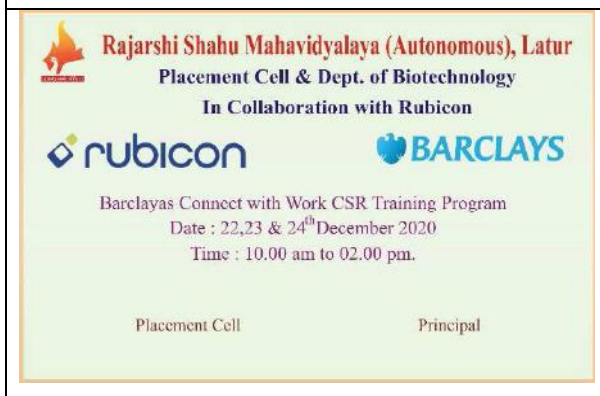 Rajarshi Shahu Mahavidyalaya (Autonomous), Latur
Placement Cell & Dept. of Biotechnology
In Collaboration with Rubicon
rubicon BARCLAYS
Barclayas Connect with Work CSR Training Program
Date : 22,23 & 24th December 2020
Time : 10.00 am to 02.00 pm.
Placement Cell Principal